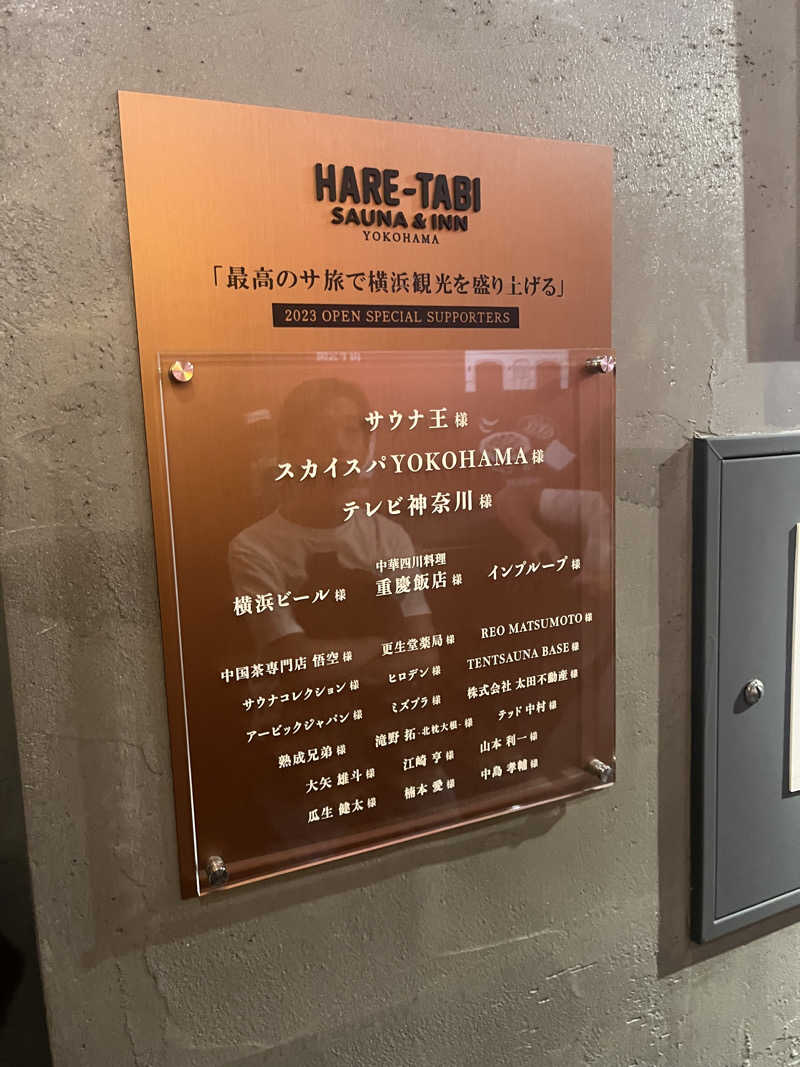 HARE-TABI
SAUNA & INN
YOKOHAMA
「最高のサ旅で横浜観光を盛り上げる」
2023 OPEN SPECIAL SUPPORTERS
サウナ王 様
スカイスパYOKOHAMA 様
テレビ神奈川 様
横浜ビール 様
中華四川料理
重慶飯店 様
インプループ 様
中国茶専門店 悟空 様
更生堂薬局 様
REO MATSUMOTO 様
サウナコレクション 様
ヒロデン 様
TENTSAUNA BASE 様
アービックジャパン 様
ミズプラ 様
株式会社 太田不動産 様
熟成兄弟 様
滝野 拓 -北枕大根- 様
テッド 中村 様
大矢 雄斗 様
江崎 亨 様
山本 利一 様
瓜生 健太 様
楠本 愛 様
中島 孝輔 様